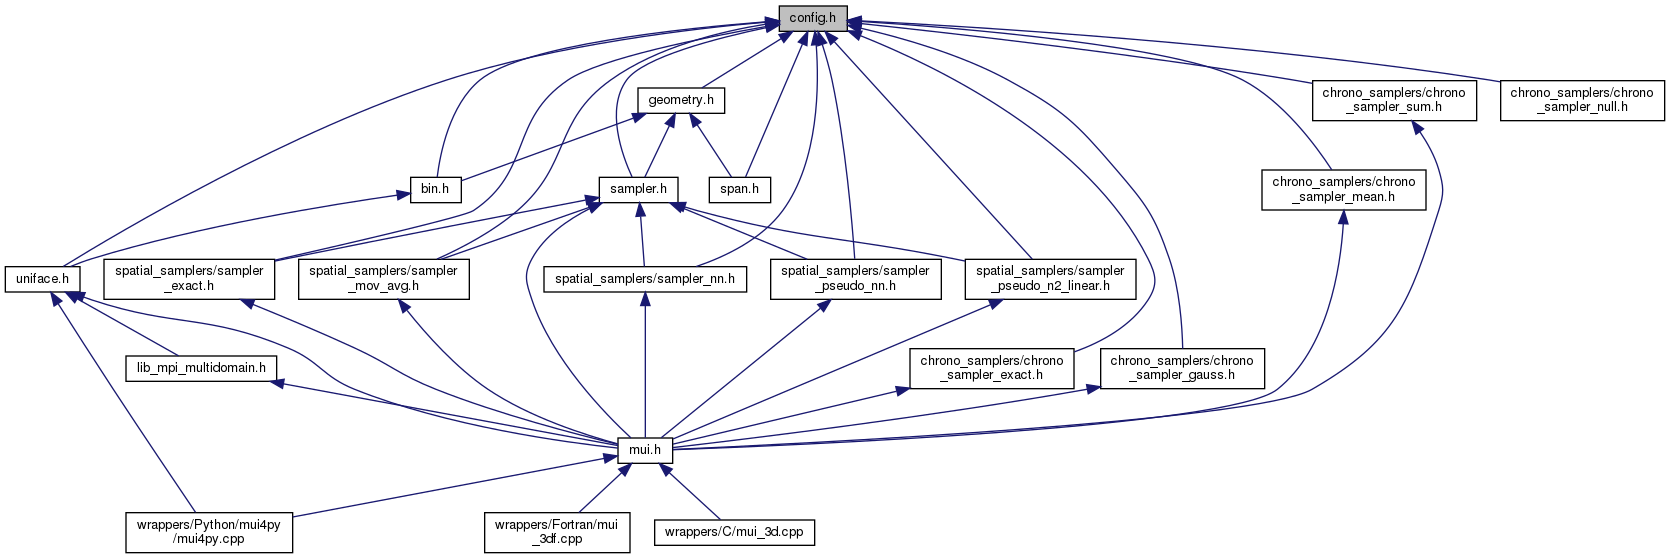 config.h
geometry.h
chrono_samplers/chrono
_sampler_sum.h
chrono_samplers/chrono
_sampler_null.h
bin.h
sampler.h
span.h
chrono_samplers/chrono
_sampler_mean.h
uniface.h
spatial_samplers/sampler
_exact.h
spatial_samplers/sampler
_mov_avg.h
spatial_samplers/sampler_nn.h
spatial_samplers/sampler
_pseudo_nn.h
spatial_samplers/sampler
_pseudo_n2_linear.h
lib_mpi_multidomain.h
chrono_samplers/chrono
_sampler_exact.h
chrono_samplers/chrono
_sampler_gauss.h
mui.h
wrappers/Python/mui4py
/mui4py.cpp
wrappers/Fortran/mui
_3df.cpp
wrappers/C/mui_3d.cpp